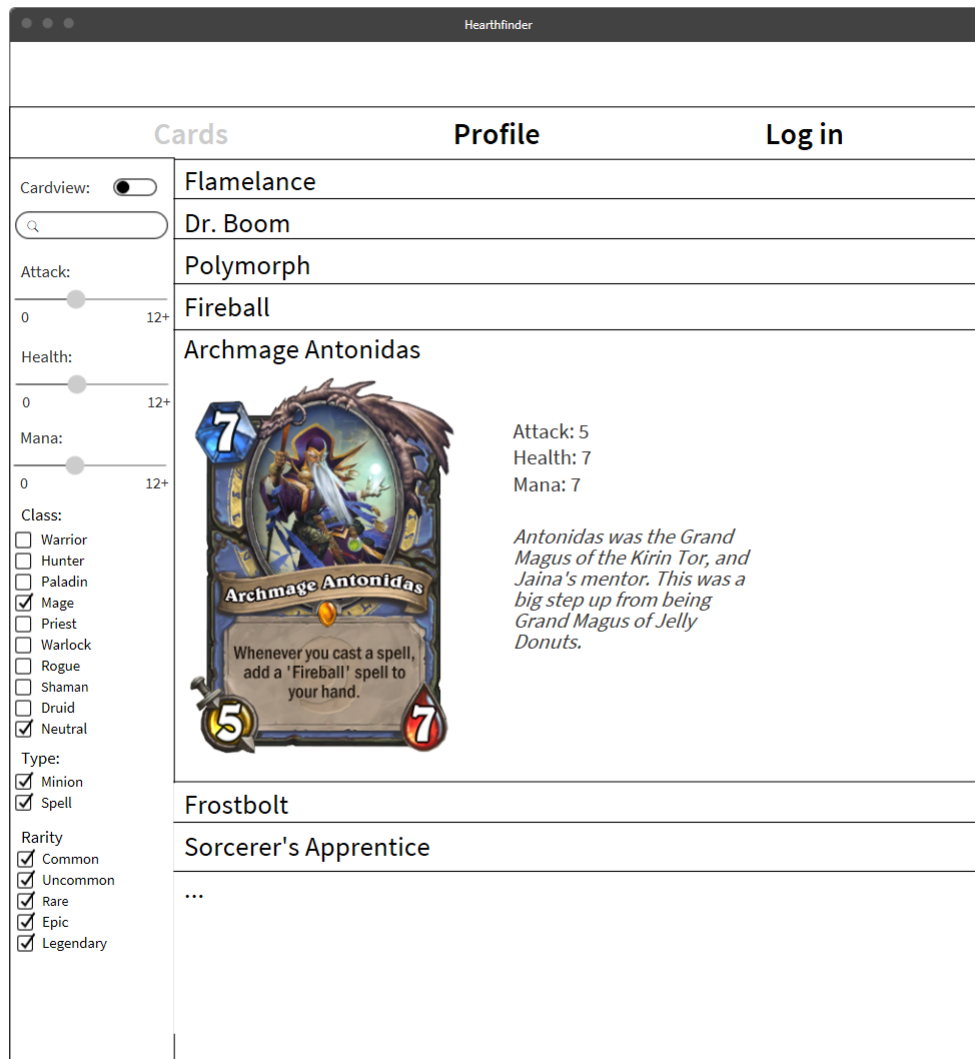 Hearthfinder
Cards
Profile
Log in
Cardview:
Attack:
0
12+
Health:
0
12+
Mana:
0
12+
Class:
Warrior
Hunter
Paladin
Mage
Priest
Warlock
Rogue
Shaman
Druid
Neutral
Type:
Minion
Spell
Rarity
Common
Uncommon
Rare
Epic
Legendary
Flamelance
Dr. Boom
Polymorph
Fireball
Archmage Antonidas
7
Archmage Antonidas
Whenever you cast a spell,
add a 'Fireball' spell to
your hand.
5
7
Attack: 5
Health: 7
Mana: 7
Antonidas was the Grand
Magus of the Kirin Tor, and
Jaina's mentor. This was a
big step up from being
Grand Magus of Jelly
Donuts.
Frostbolt
Sorcerer's Apprentice
...